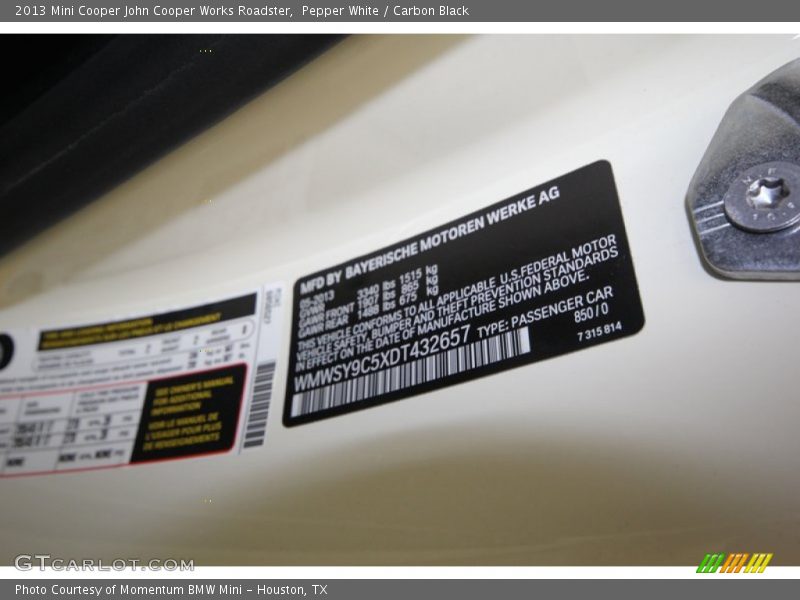 2013 Mini Cooper John Cooper Works Roadster,  Pepper White / Carbon Black
MFD BY BAYERISCHE MOTOREN WERKE AG
05-2013
GVWR 3340 lbs 1515 kg
GAWR FRONT 1907 lbs 865 kg
GAWR REAR 1488 lbs 675 kg
THIS VEHICLE CONFORMS TO ALL APPLICABLE U.S.FEDERAL MOTOR
VEHICLE SAFETY, BUMPER, AND THEFT PREVENTION STANDARDS
IN EFFECT ON THE DATE OF MANUFACTURE SHOWN ABOVE.
WMWSY9C5XDT432657 TYPE: PASSENGER CAR
850 / 0
7 315 814
SEE OWNER'S MANUAL
FOR ADDITIONAL
INFORMATION
VOIR LE MANUEL DE
L'USAGER POUR PLUS
DE RENSEIGNEMENTS
GTCARLOT.COM
Photo Courtesy of Momentum BMW Mini - Houston, TX